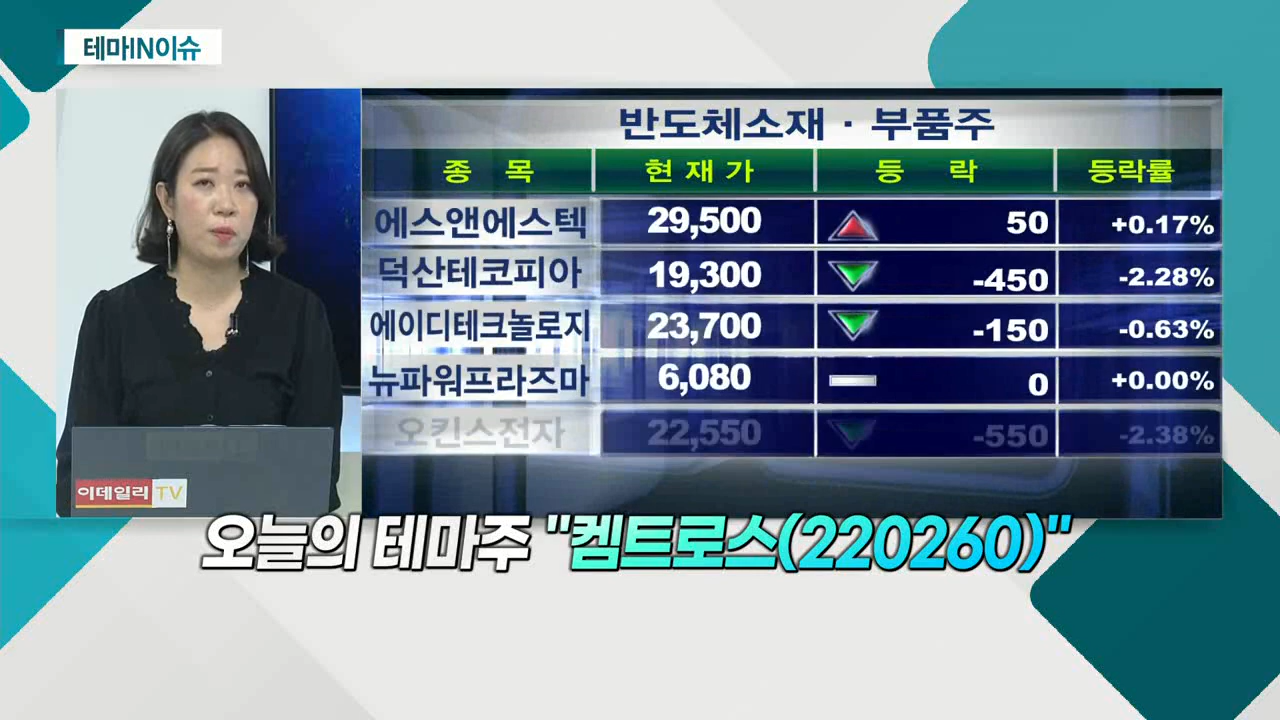 테마IN이슈
반도체소재 · 부품주
종 목 현 재 가 등 락 등락률
에스앤에스텍 29,500 50 +0.17%
덕산테코피아 19,300 -450 -2.28%
에이디테크놀로지 23,700 -150 -0.63%
뉴파워프라즈마 6,080 0 +0.00%
오킨스전자 22,550 -550 -2.38%
이데일리TV
오늘의 테마주 "켐트로스(220260)"